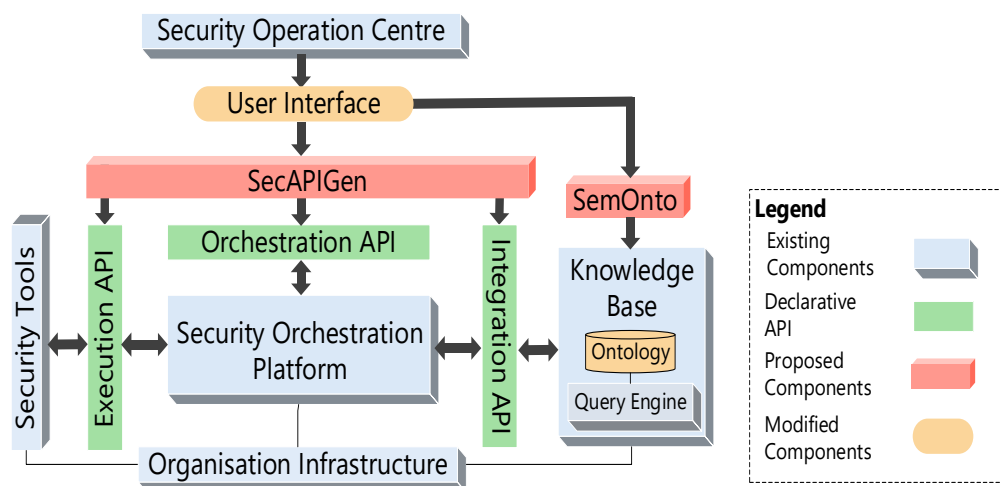 Security Operation Centre
User Interface
SecAPIGen
SemOnto
Security Tools
Execution API
Orchestration API
Integration API
Security Orchestration
Platform
Knowledge
Base
Ontology
Query Engine
Organisation Infrastructure
Legend
Existing
Components
Declarative
API
Proposed
Components
Modified
Components